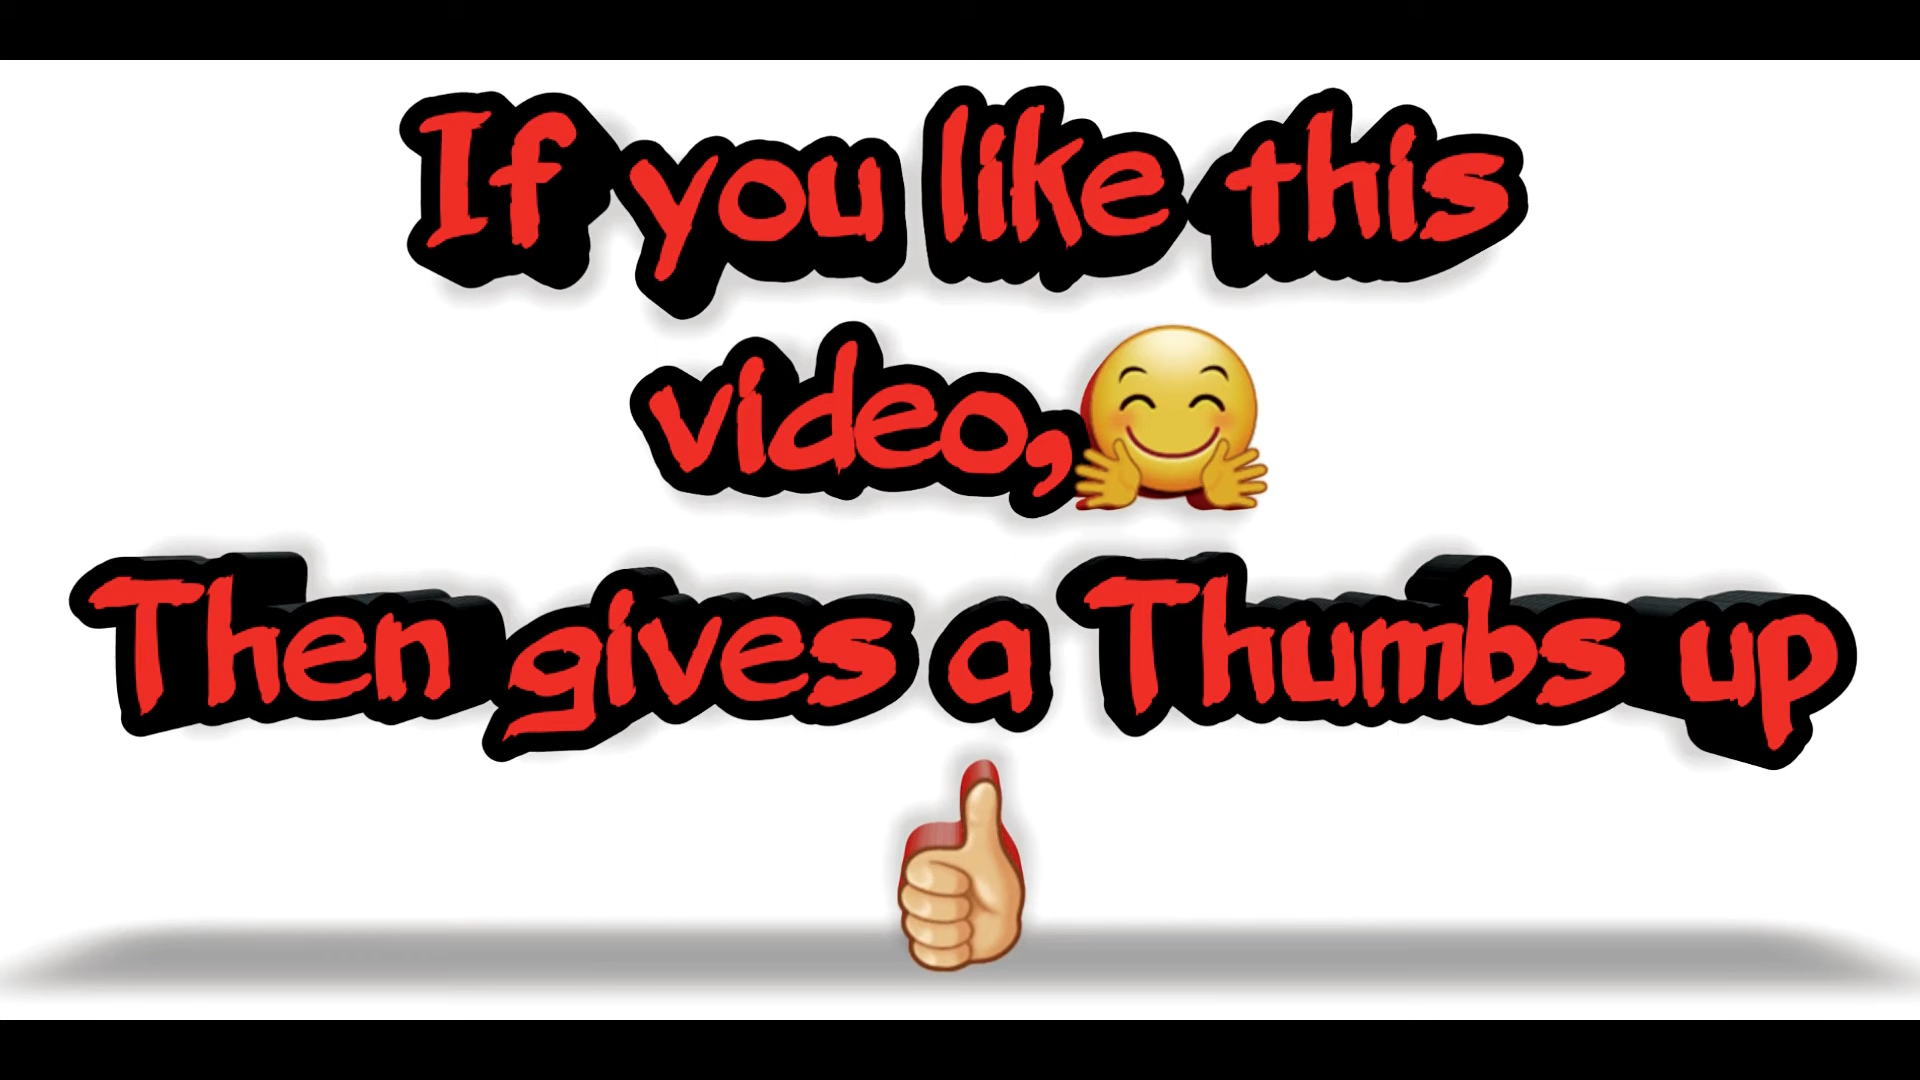 If you like this
video,🤗
Then gives a Thumbs up
👍